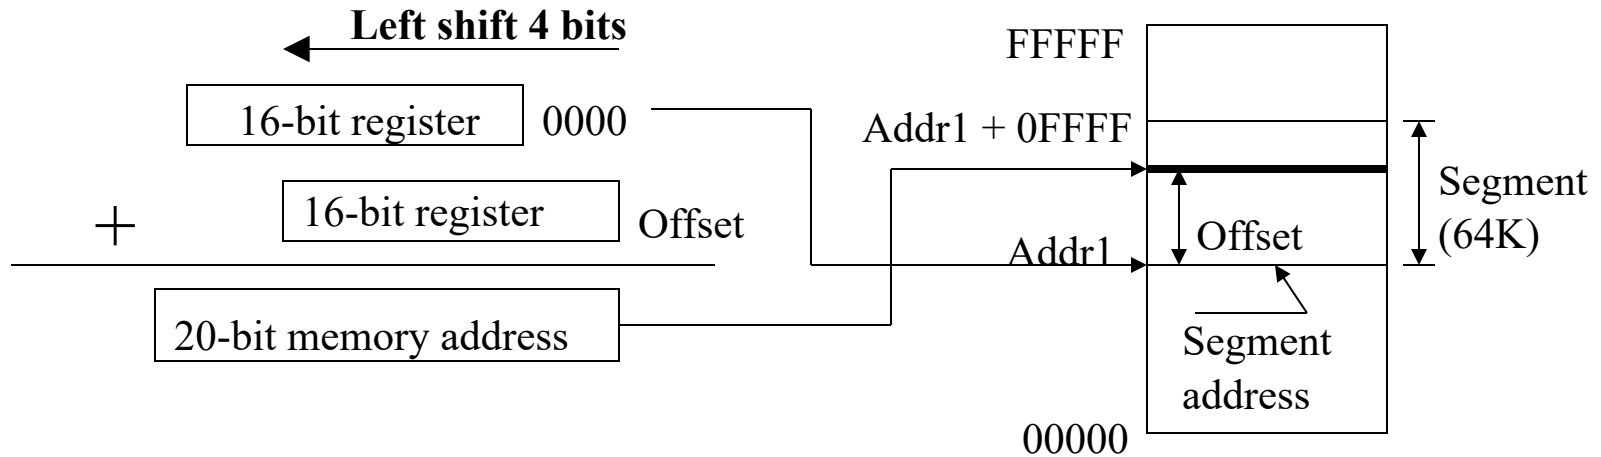 Left shift 4 bits
16-bit register 0000
+ 16-bit register Offset
20-bit memory address
FFFFF
Addr1 + 0FFFF
Addr1
00000
Offset
Segment
address
Segment
(64K)